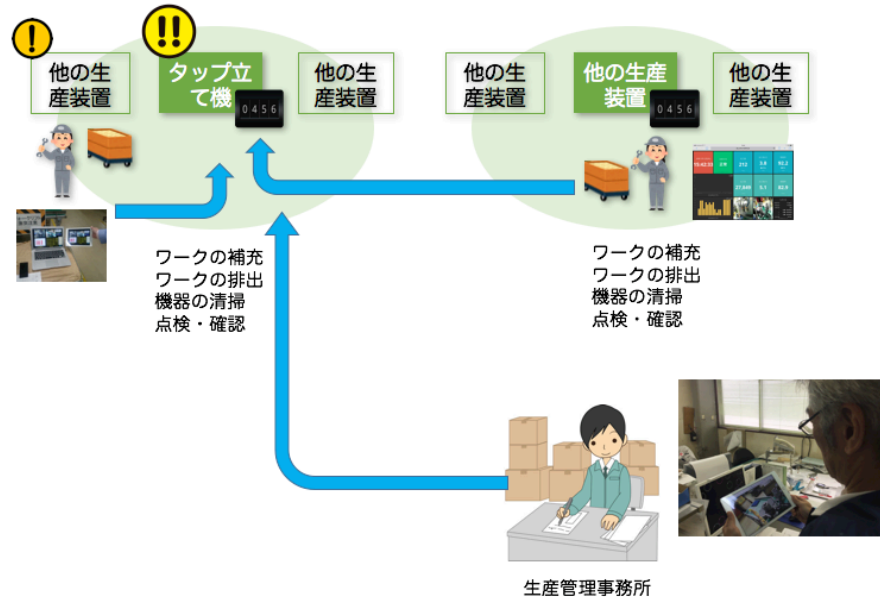 !
!!
他の生
産装置
タップ立
て機
他の生
産装置
他の生
産装置
他の生産
装置
他の生
産装置
0456
0456
ワークの補充
ワークの排出
機器の清掃
点検・確認
ワークの補充
ワークの排出
機器の清掃
点検・確認
生産管理事務所